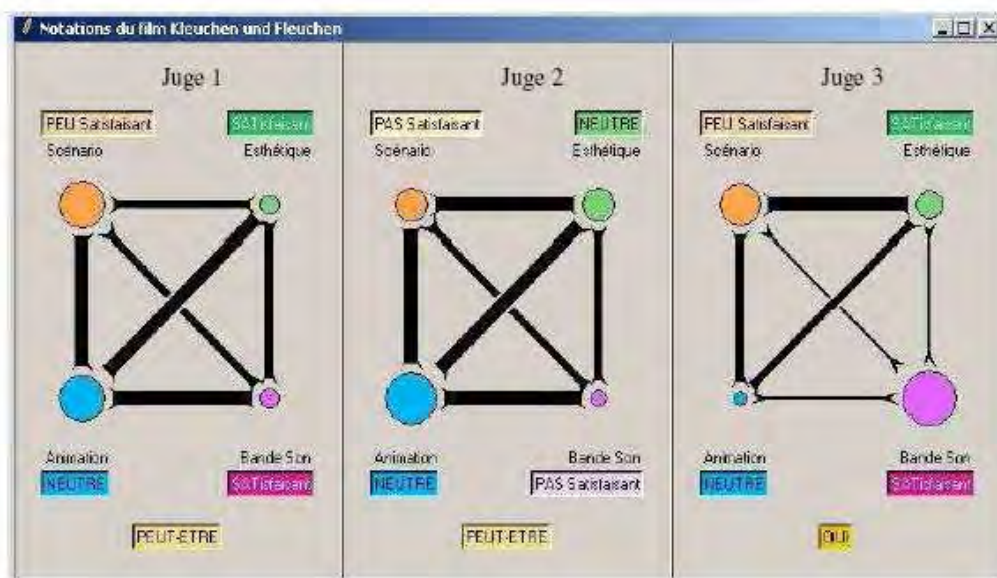 Notations du film Kleuchen und Fleuchen
Juge 1
PEU Satisfaisant
SATisfaisant
Scénario
Esthétique
Animation
Bande Son
NEUTRE
SATisfaisant
PEUT-ETRE
Juge 2
PAS Satisfaisant
NEUTRE
Scénario
Esthétique
Animation
Bande Son
NEUTRE
PAS Satisfaisant
PEUT-ETRE
Juge 3
PEU Satisfaisant
SATisfaisant
Scénario
Esthétique
Animation
Bande Son
NEUTRE
SATisfaisant
OUI